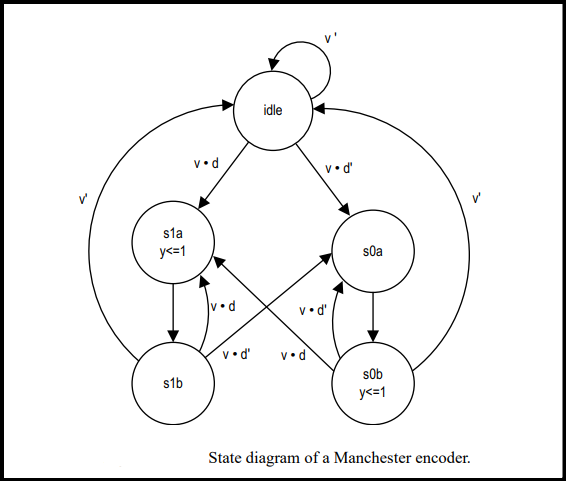 v '
idle
v • d
v • d'
v'
v'
s1a
y<=1
s0a
v • d
v • d'
v • d'
v • d
s1b
s0b
y<=1
State diagram of a Manchester encoder.